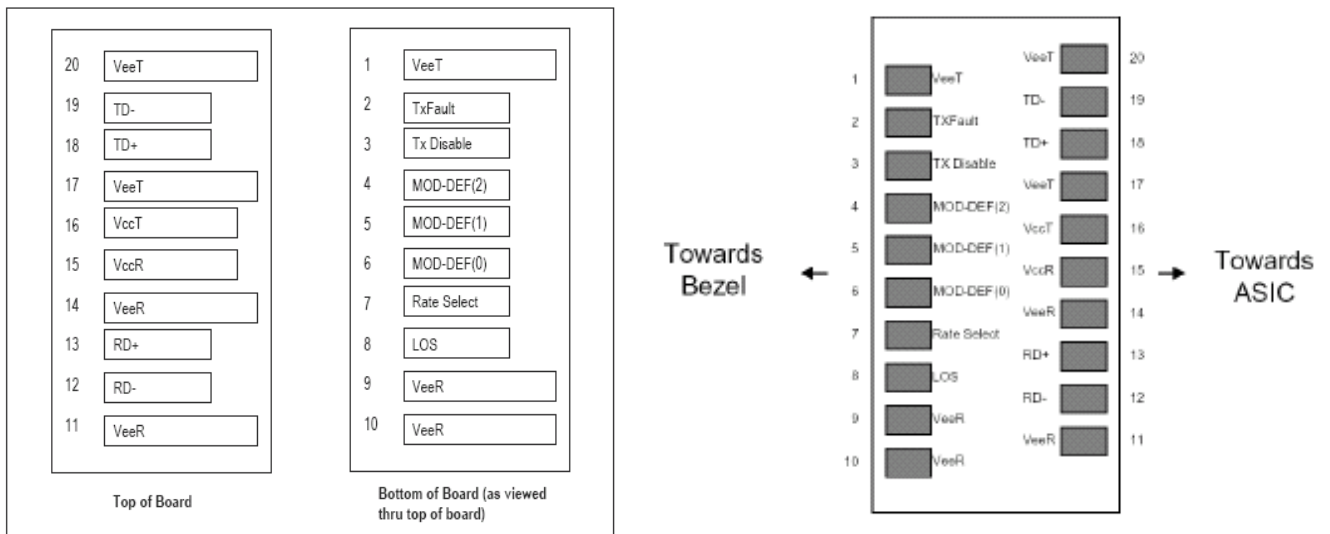 20 VeeT
19 TD-
18 TD+
17 VeeT
16 VccT
15 VccR
14 VeeR
13 RD+
12 RD-
11 VeeR
Top of Board
1 VeeT
2 TxFault
3 Tx Disable
4 MOD-DEF(2)
5 MOD-DEF(1)
6 MOD-DEF(0)
7 Rate Select
8 LOS
9 VeeR
10 VeeR
Bottom of Board (as viewed
thru top of board)
Towards
Bezel
1 VeeT
2 TXFault
3 TX Disable
4 MOD-DEF(2)
5 MOD-DEF(1)
6 MOD-DEF(0)
7 Rate Select
8 LOS
9 VeeR
10 VeeR
VeeT 20
TD- 19
TD+ 18
VeeT 17
VccT 16
VccR 15
VeeR 14
RD+ 13
RD- 12
VeeR 11
Towards
ASIC